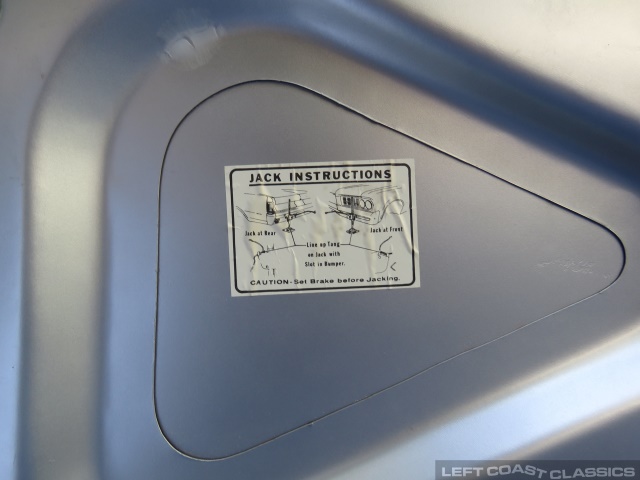 JACK INSTRUCTIONS
Jack at Rear
Jack at Front
Line up Tang
on Jack with
Slot in Bumper.
CAUTION-Set Brake before Jacking.
LEFT COAST CLASSICS